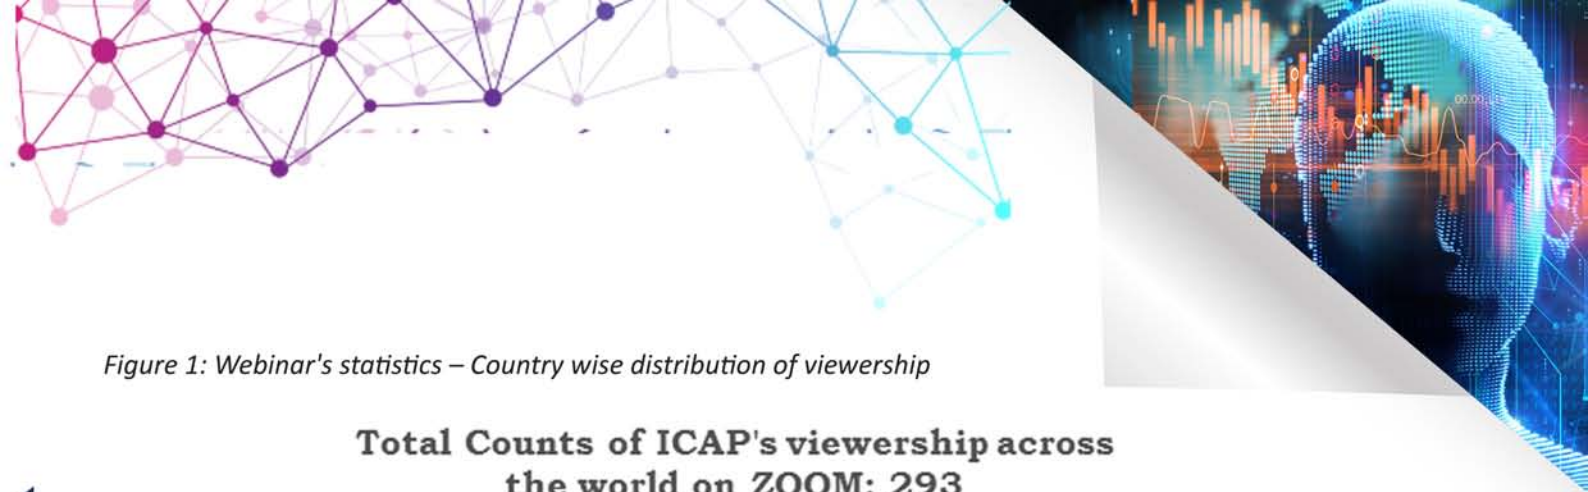 Figure 1: Webinar's statistics – Country wise distribution of viewership
Total Counts of ICAP's viewership across
the world on ZOOM: 293